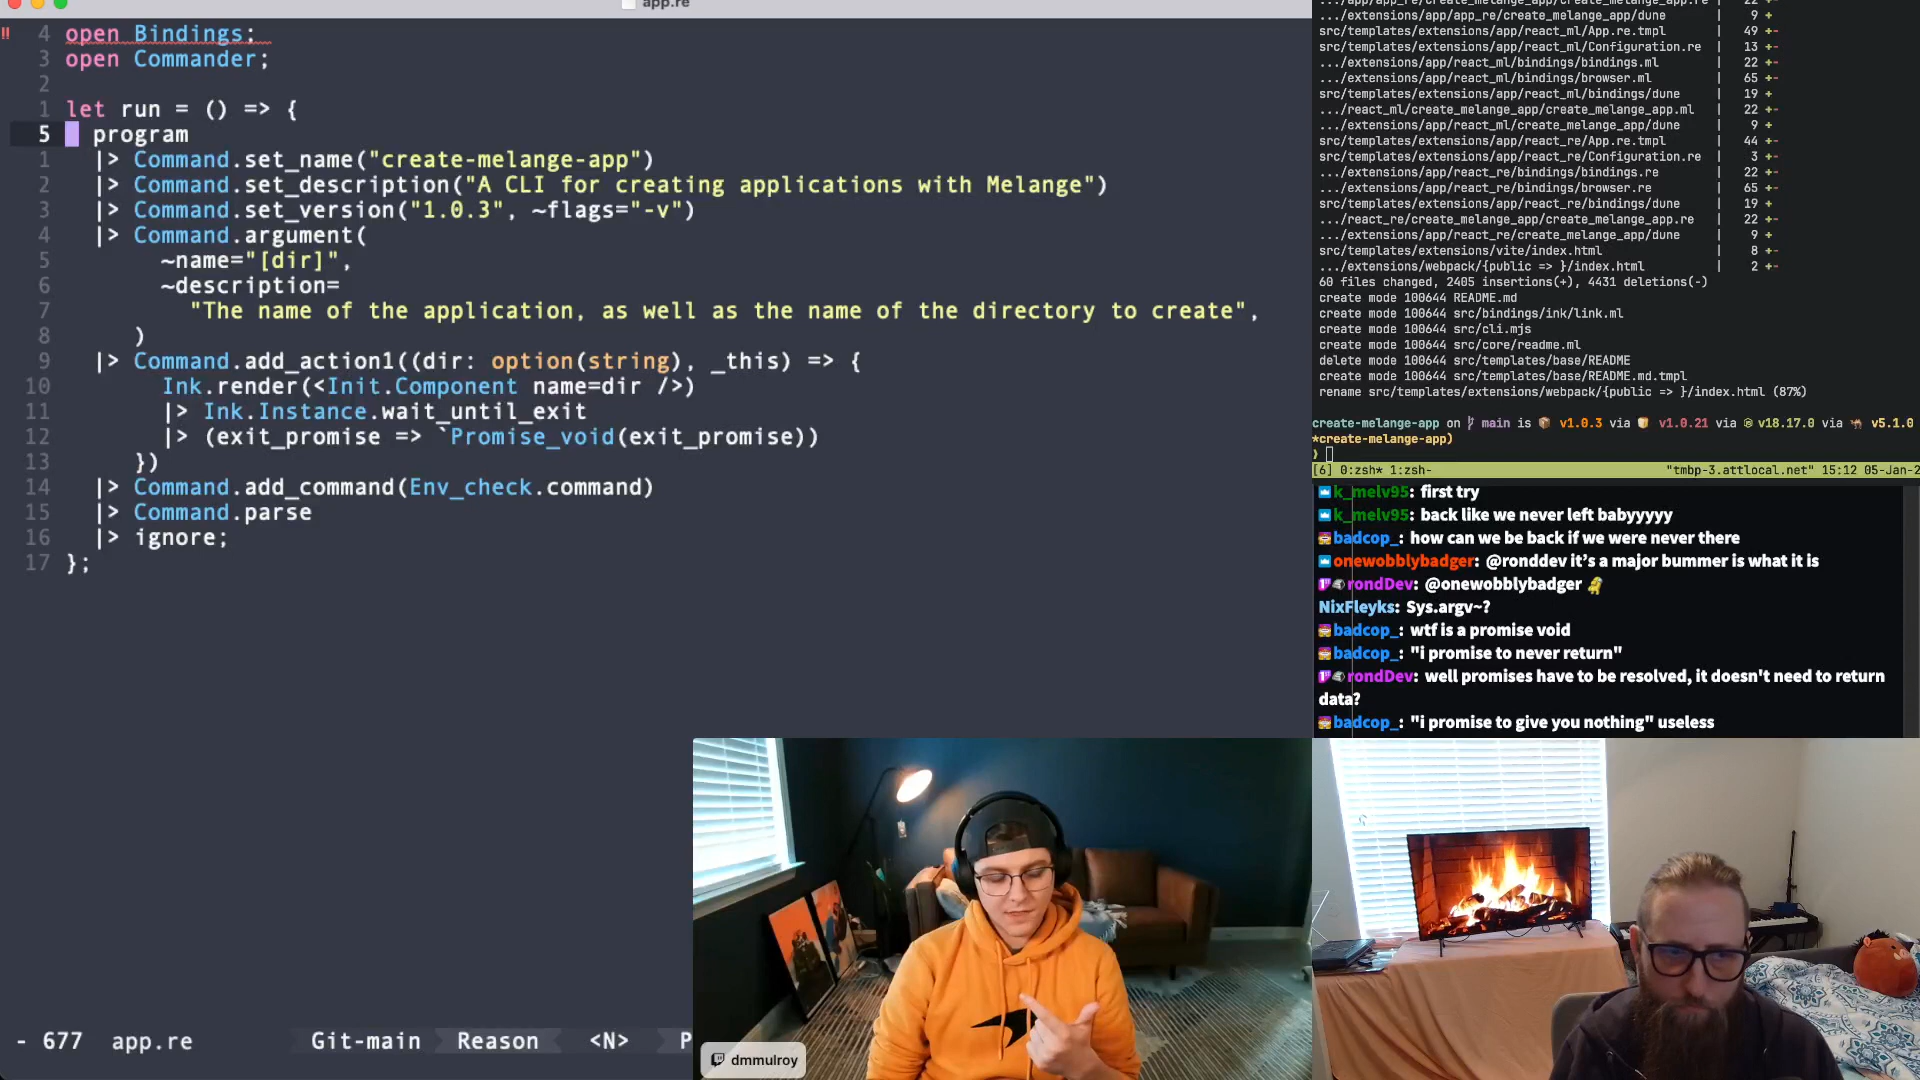 app.re
4 open Bindings;
3 open Commander;
2
1 let run = () => {
5 program
1 |> Command.set_name("create-melange-app")
2 |> Command.set_description("A CLI for creating applications with Melange")
3 |> Command.set_version("1.0.3", ~flags="-v")
4 |> Command.argument(
5 ~name="[dir]",
6 ~description=
7 "The name of the application, as well as the name of the directory to create",
8 )
9 |> Command.add_action1((dir: option(string), _this) => {
10 Ink.render(<Init.Component name=dir />)
11 |> Ink.Instance.wait_until_exit
12 |> (exit_promise => `Promise_void(exit_promise))
13 })
14 |> Command.add_command(Env_check.command)
15 |> Command.parse
16 |> ignore;
17 };
- 677 app.re Git-main Reason <N> P
.../app/app_re/create_melange_app/create_melange_app.re | 22 +-
.../extensions/app/app_re/create_melange_app/dune | 9 +
src/templates/extensions/app/react_ml/App.re.tmpl | 49 +-
src/templates/extensions/app/react_ml/Configuration.re | 13 +-
.../extensions/app/react_ml/bindings/bindings.ml | 22 +-
.../extensions/app/react_ml/bindings/browser.ml | 65 +-
src/templates/extensions/app/react_ml/bindings/dune | 19 +
.../react_ml/create_melange_app/create_melange_app.ml | 22 +-
.../extensions/app/react_ml/create_melange_app/dune | 9 +
src/templates/extensions/app/react_re/App.re.tmpl | 44 +-
src/templates/extensions/app/react_re/Configuration.re | 3 +-
.../extensions/app/react_re/bindings/bindings.re | 22 +-
.../extensions/app/react_re/bindings/browser.re | 65 +-
src/templates/extensions/app/react_re/bindings/dune | 19 +
.../react_re/create_melange_app/create_melange_app.re | 22 +-
.../extensions/app/react_re/create_melange_app/dune | 9 +
src/templates/extensions/vite/index.html | 8 +-
.../extensions/webpack/{public => }/index.html | 2 +-
60 files changed, 2405 insertions(+), 4431 deletions(-)
create mode 100644 README.md
create mode 100644 src/bindings/ink/link.ml
create mode 100644 src/cli.mjs
create mode 100644 src/core/readme.ml
delete mode 100644 src/templates/base/README
create mode 100644 src/templates/base/README.md.tmpl
rename src/templates/extensions/webpack/{public => }/index.html (87%)
create-melange-app on main is v1.0.3 via v1.0.21 via v18.17.0 via v5.1.0
*create-melange-app)
[6] 0:zsh* 1:zsh- "tmbp-3.attlocal.net" 15:12 05-Jan-2
k_melv95: first try
k_melv95: back like we never left babyyyyy
badcop_: how can we be back if we were never there
onewobblybadger: @ronddev it’s a major bummer is what it is
rondDev: @onewobblybadger
NixFleyks: Sys.argv~?
badcop_: wtf is a promise void
badcop_: "i promise to never return"
rondDev: well promises have to be resolved, it doesn't need to return
data?
badcop_: "i promise to give you nothing" useless
dmmulroy